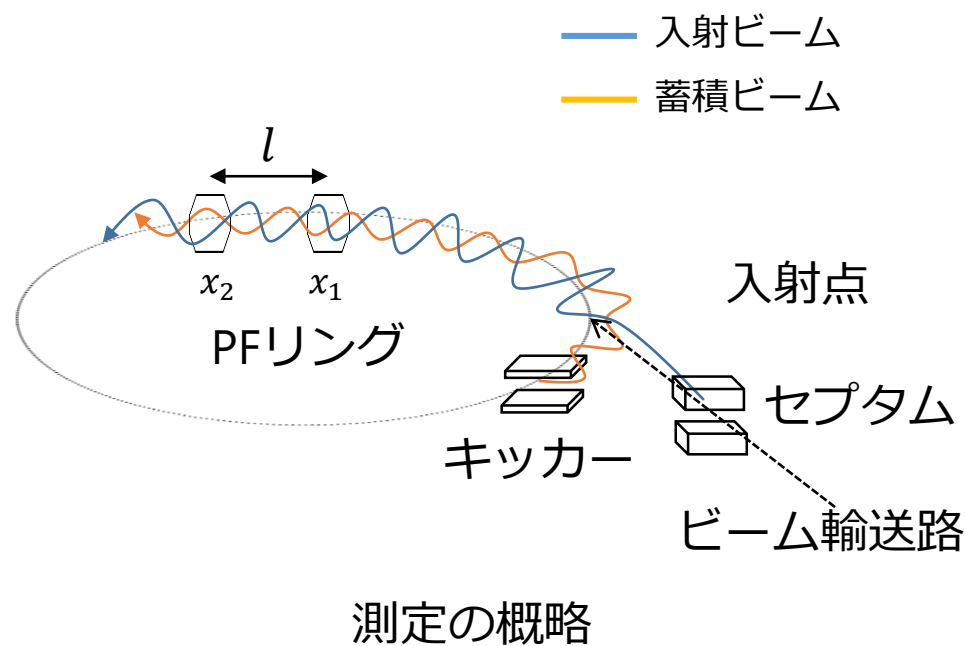 入射ビーム
蓄積ビーム
l
x₂
x₁
入射点
PFリング
セプタム
キッカー
ビーム輸送路
測定の概略